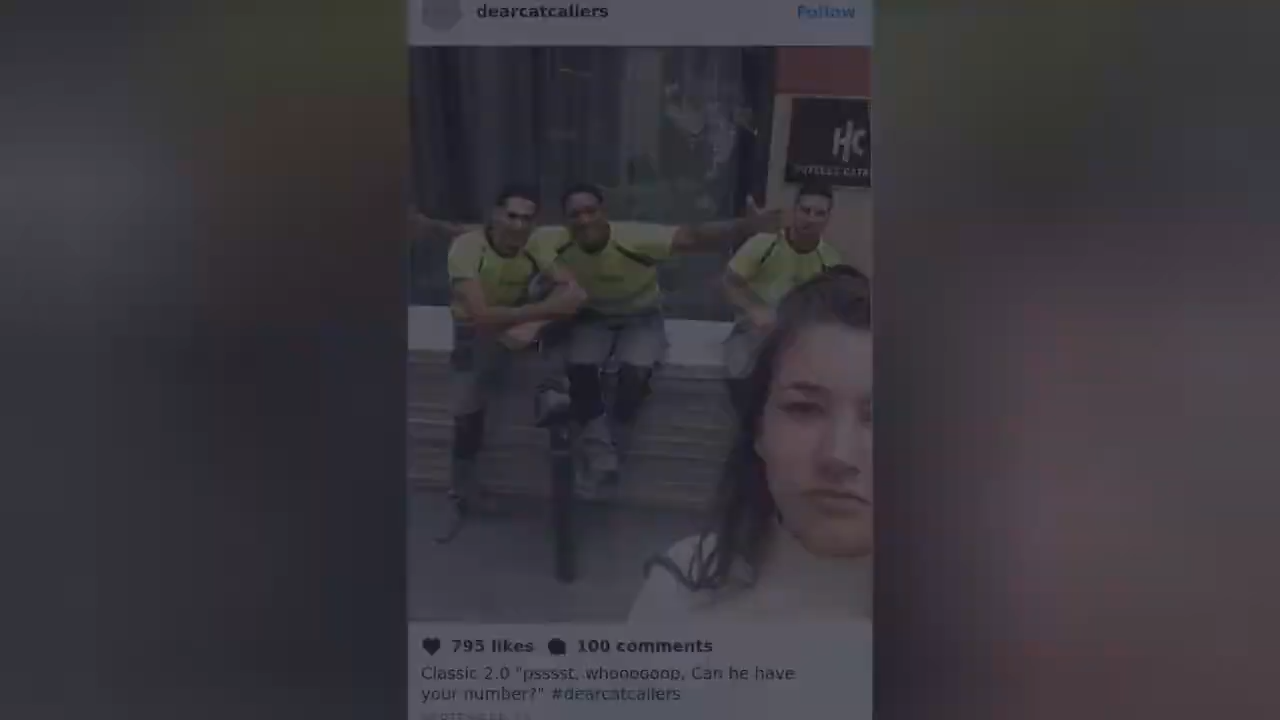 dearcatcallers
Follow
HC
795 likes
100 comments
Classic 2.0 "psssst, whoooooop, Can he have
your number?" #dearcatcallers